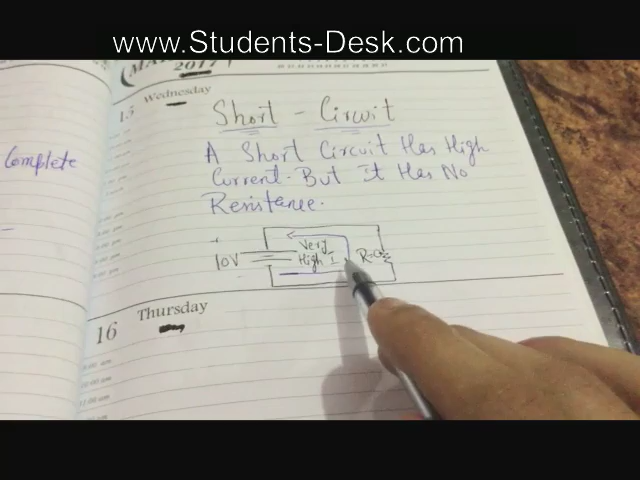 www.Students-Desk.com
2017
15 Wednesday
Short - Circuit
Complete
A Short Circuit Has High
Current. But it Has No
Resistance.
10V
Very
High I
R=0
16 Thursday